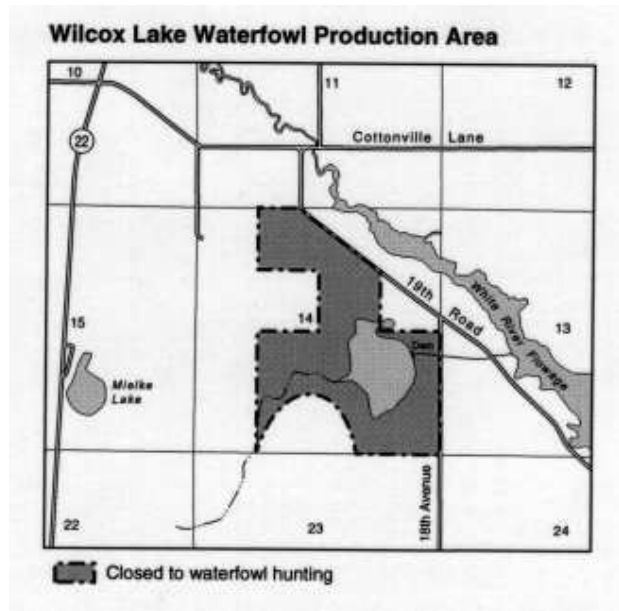 Wilcox Lake Waterfowl Production Area
10
11
12
22
Cottonville Lane
19th Road
White River Flowage
14
15
13
Dam
Mielke
Lake
18th Avenue
22
23
24
Closed to waterfowl hunting